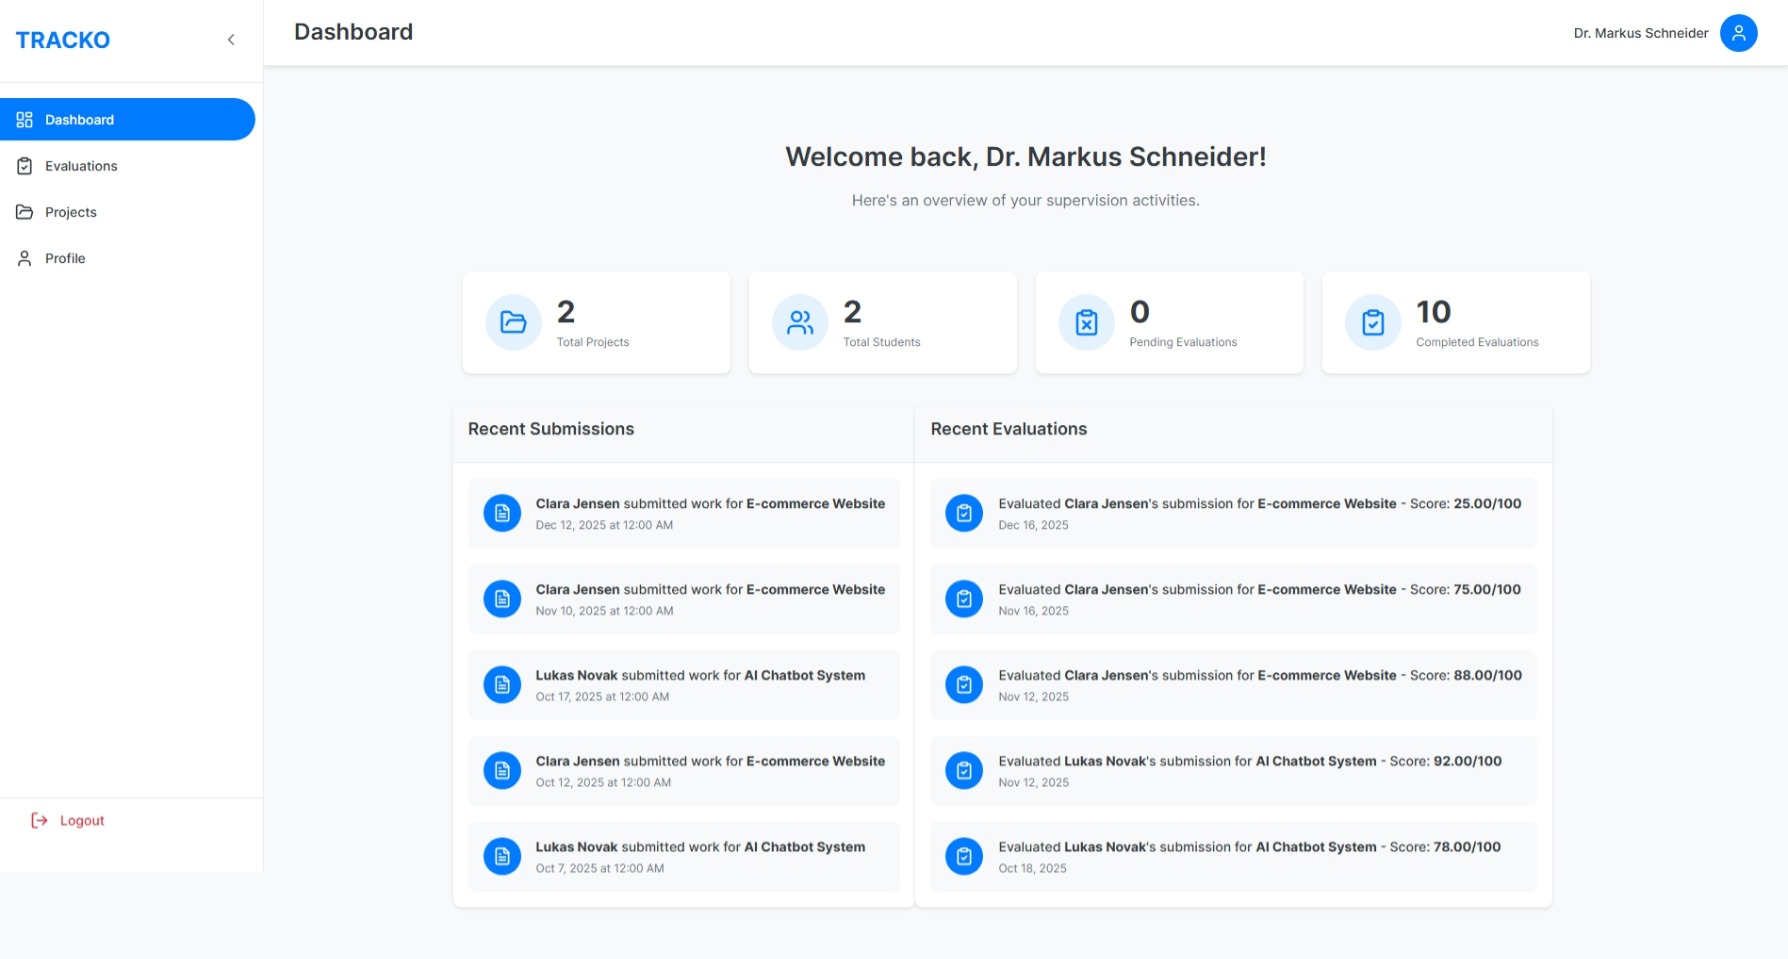 TRACKO
Dashboard
Evaluations
Projects
Profile
Logout
Dashboard
Dr. Markus Schneider
Welcome back, Dr. Markus Schneider!
Here's an overview of your supervision activities.
2
Total Projects
2
Total Students
0
Pending Evaluations
10
Completed Evaluations
Recent Submissions
Clara Jensen submitted work for E-commerce Website
Dec 12, 2025 at 12:00 AM
Clara Jensen submitted work for E-commerce Website
Nov 10, 2025 at 12:00 AM
Lukas Novak submitted work for AI Chatbot System
Oct 17, 2025 at 12:00 AM
Clara Jensen submitted work for E-commerce Website
Oct 12, 2025 at 12:00 AM
Lukas Novak submitted work for AI Chatbot System
Oct 7, 2025 at 12:00 AM
Recent Evaluations
Evaluated Clara Jensen's submission for E-commerce Website - Score: 25.00/100
Dec 16, 2025
Evaluated Clara Jensen's submission for E-commerce Website - Score: 75.00/100
Nov 16, 2025
Evaluated Clara Jensen's submission for E-commerce Website - Score: 88.00/100
Nov 12, 2025
Evaluated Lukas Novak's submission for AI Chatbot System - Score: 92.00/100
Nov 12, 2025
Evaluated Lukas Novak's submission for AI Chatbot System - Score: 78.00/100
Oct 18, 2025